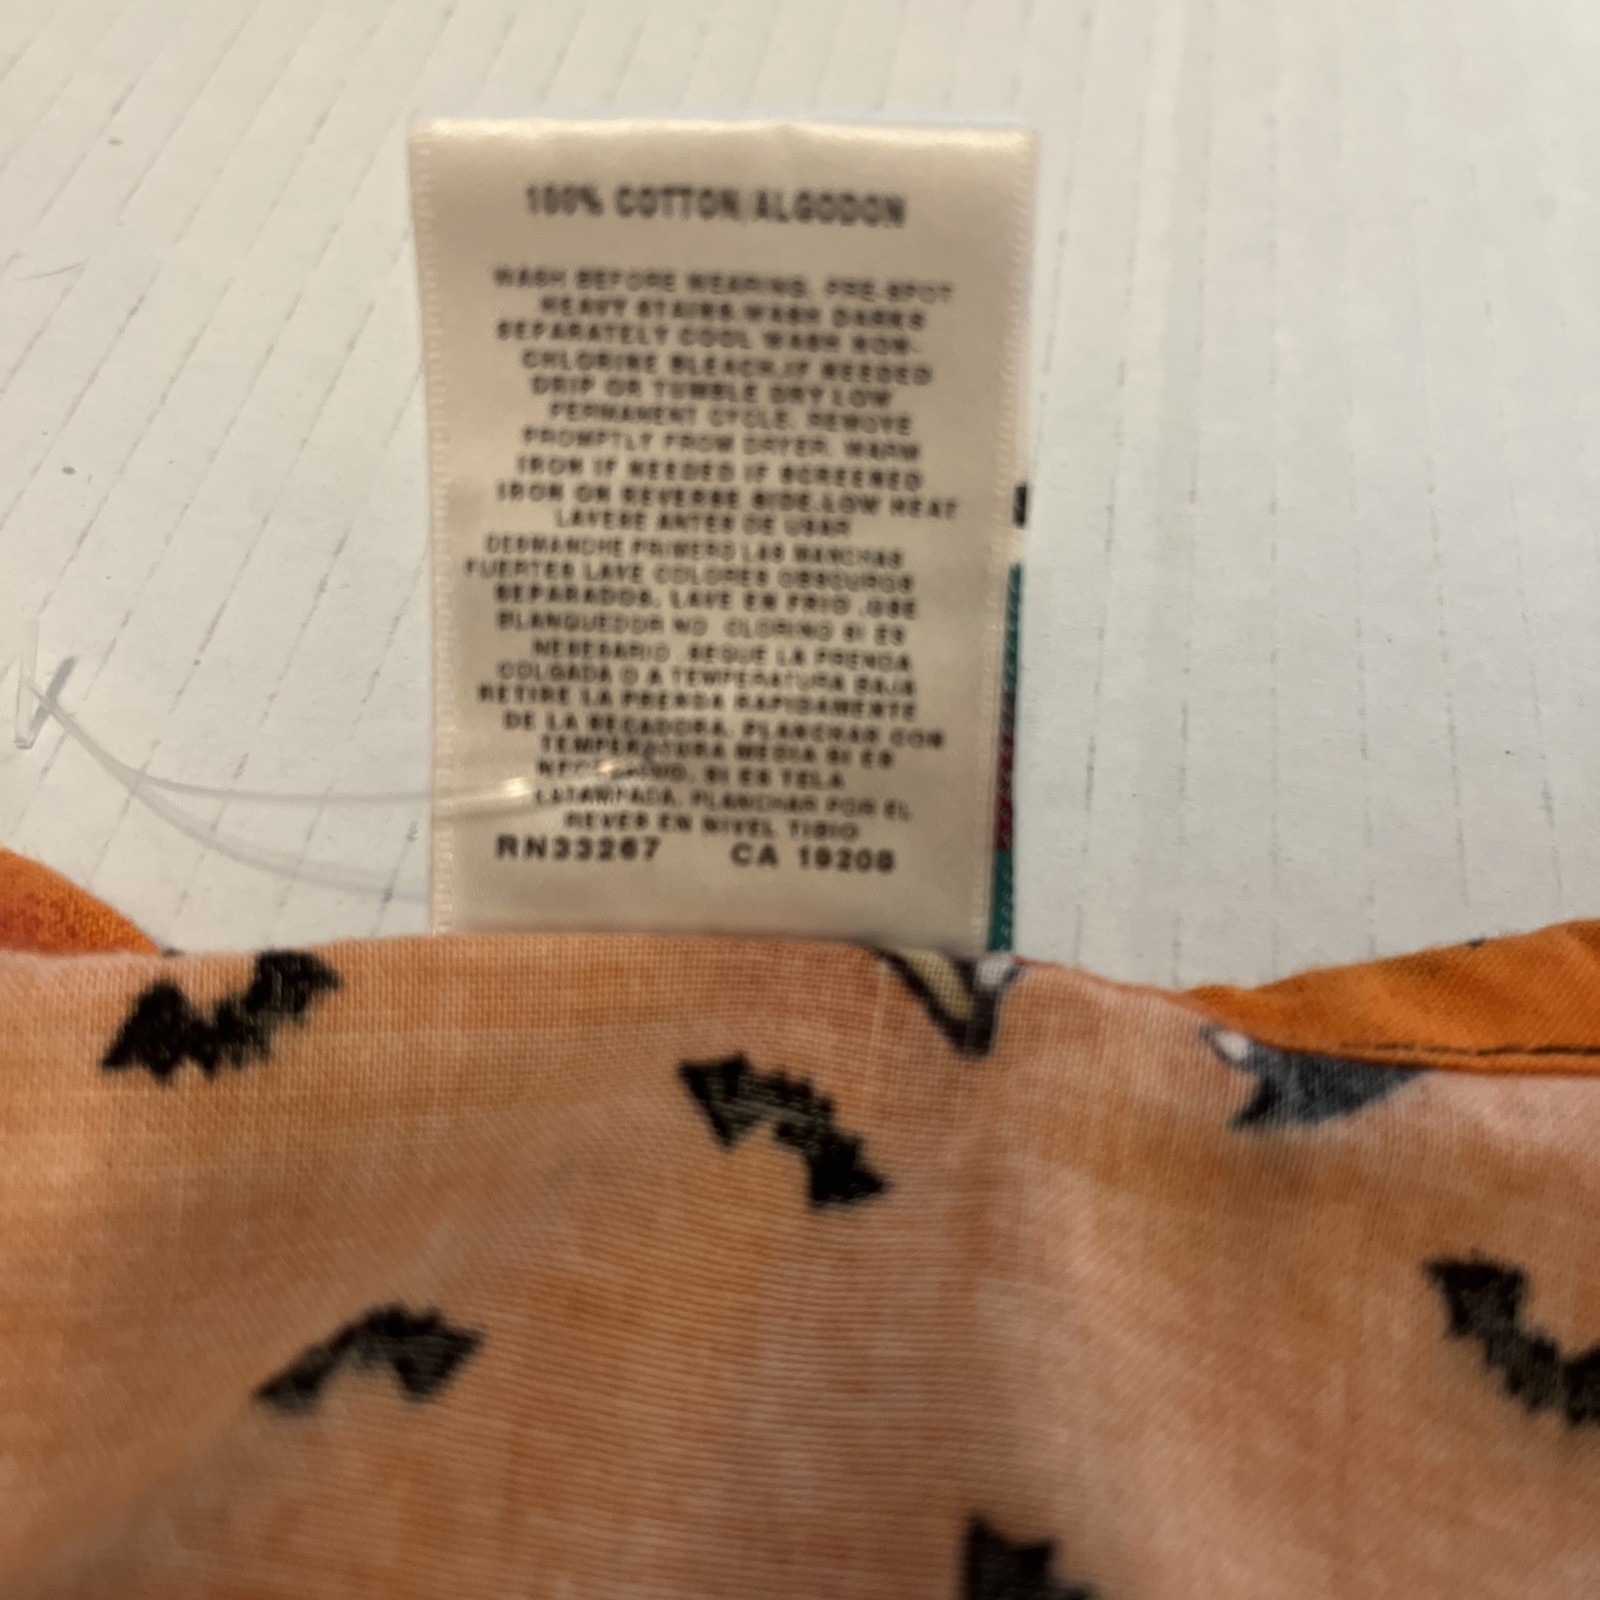 100% COTTON/ALGODON
WASH BEFORE WEARING, PRE-SPOT
HEAVY STAINS.WASH DARKS
SEPARATELY COOL WASH NON-
CHLORINE BLEACH.IF NEEDED
DRIP OR TUMBLE DRY LOW
PERMANENT CYCLE. REMOVE
PROMPTLY FROM DRYER. WARM
IRON IF NEEDED IF SCREENED
IRON ON REVERSE SIDE.LOW HEAT
LAVESE ANTES DE USAR
DESMANCHE PRIMERO LAS MANCHAS
FUERTES LAVE COLORES OBSCUROS
SEPARADOS, LAVE EN FRIO .USE
BLANQUEDOR NO CLORINO SI ES
NESESARIO .SEQUE LA PRENDA
COLGADA O A TEMPERATURA BAJA
RETIRE LA PRENDA RAPIDAMENTE
DE LA SECADORA. PLANCHAR CON
TEMPERATURA MEDIA SI ES
SI ES TELA
ESTAMPADA, PLANCHAR POR EL
REVES EN NIVEL TIBIO
RN33267 CA 19208